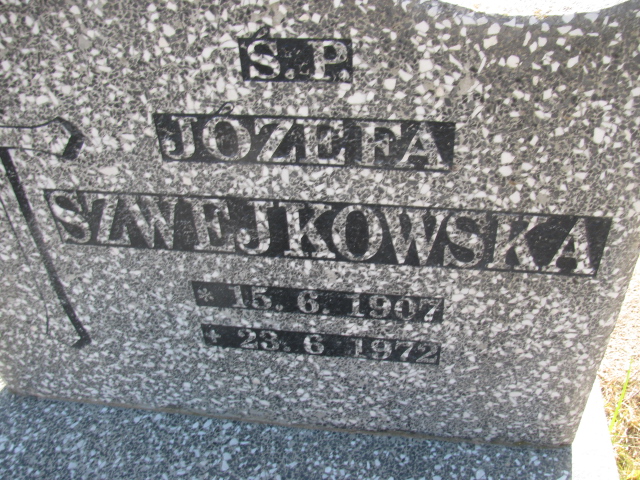 Ś.P.
JÓZEFA
SZWEJKOWSKA
* 15. 6. 1907
+ 23. 6 1972